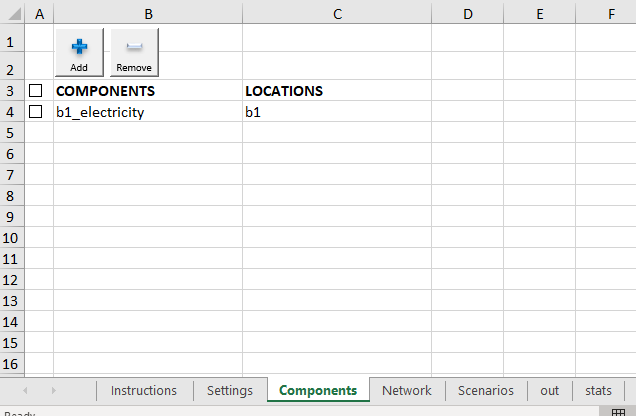 A B C D E F
1
Add Remove
2
3 COMPONENTS LOCATIONS
4 b1_electricity b1
5
6
7
8
9
10
11
12
13
14
15
16
Instructions Settings Components Network Scenarios out stats
Ready